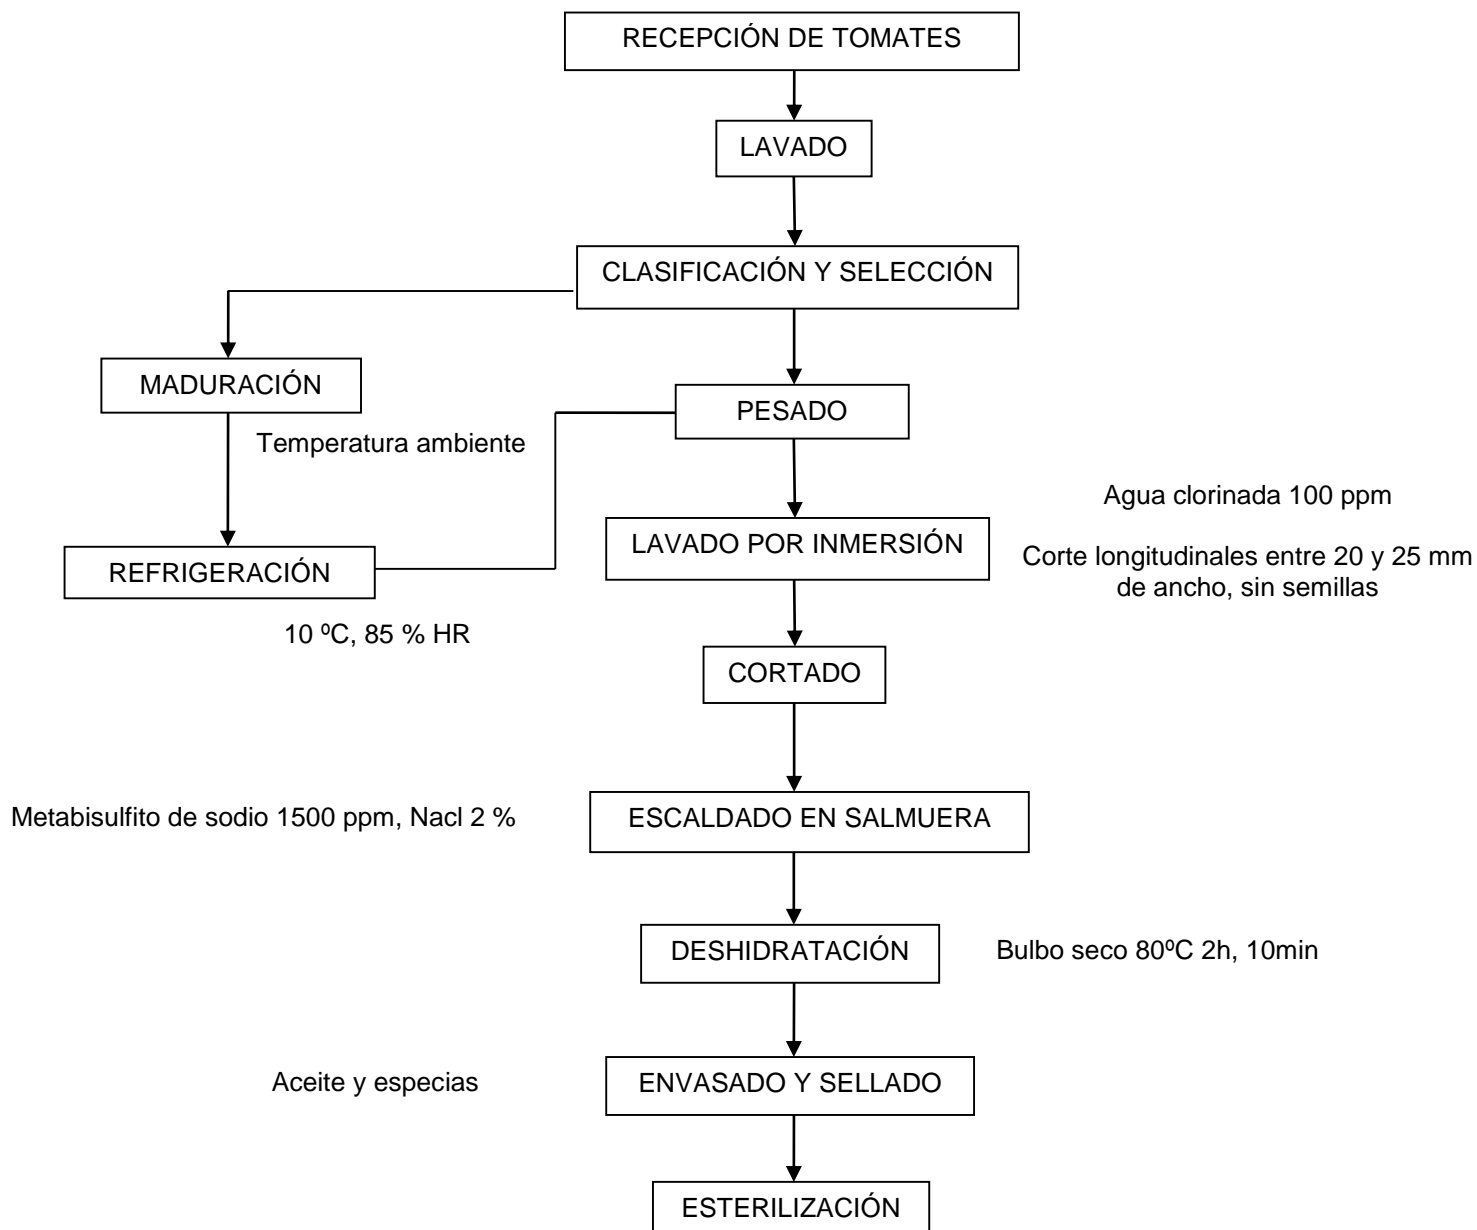 RECEPCIÓN DE TOMATES
LAVADO
CLASIFICACIÓN Y SELECCIÓN
MADURACIÓN
PESADO
Temperatura ambiente
Agua clorinada 100 ppm
LAVADO POR INMERSIÓN
Corte longitudinales entre 20 y 25 mm
de ancho, sin semillas
REFRIGERACIÓN
10 ºC, 85 % HR
CORTADO
Metabisulfito de sodio 1500 ppm, Nacl 2 %
ESCALDADO EN SALMUERA
DESHIDRATACIÓN
Bulbo seco 80ºC 2h, 10min
Aceite y especias
ENVASADO Y SELLADO
ESTERILIZACIÓN